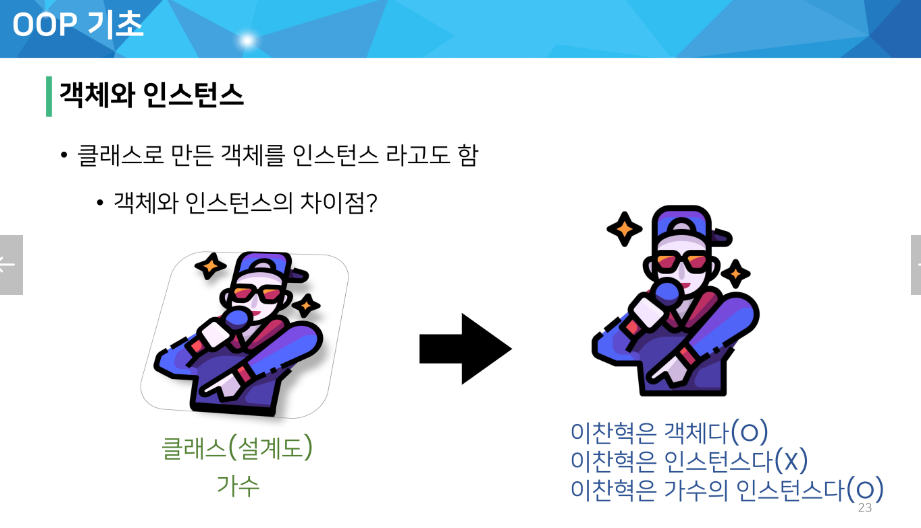 OOP 기초
객체와 인스턴스
• 클래스로 만든 객체를 인스턴스 라고도 함
• 객체와 인스턴스의 차이점?
클래스(설계도)
가수
이찬혁은 객체다(O)
이찬혁은 인스턴스다(X)
이찬혁은 가수의 인스턴스다(O)
23